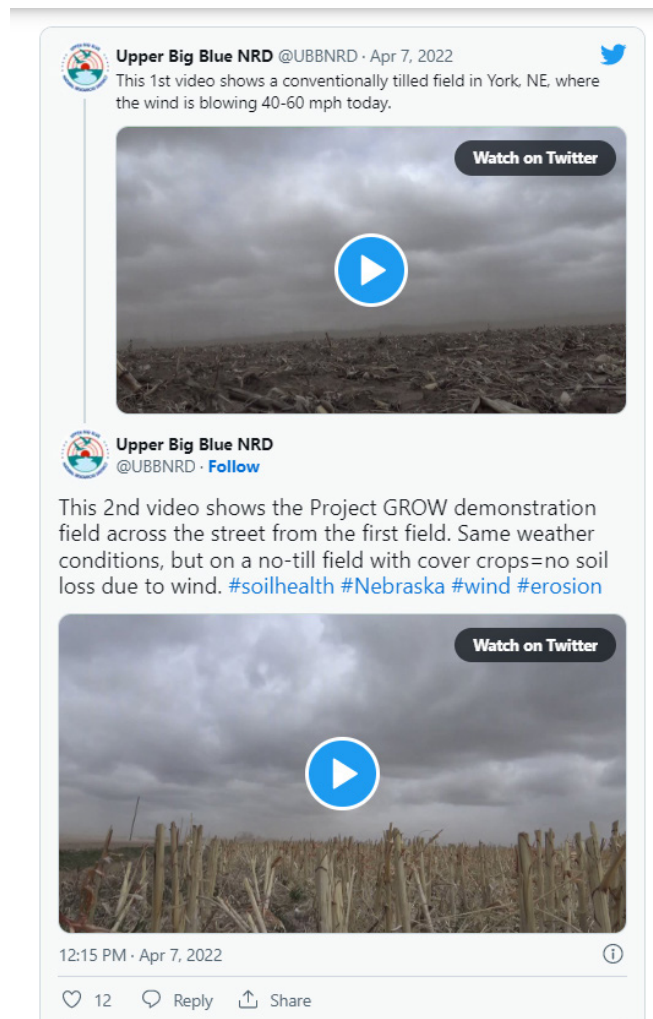 Upper Big Blue NRD @UBBNRD · Apr 7, 2022
This 1st video shows a conventionally tilled field in York, NE, where
the wind is blowing 40-60 mph today.
Watch on Twitter
Upper Big Blue NRD
@UBBNRD · Follow
This 2nd video shows the Project GROW demonstration
field across the street from the first field. Same weather
conditions, but on a no-till field with cover crops=no soil
loss due to wind. #soilhealth #Nebraska #wind #erosion
Watch on Twitter
12:15 PM · Apr 7, 2022
12 Reply Share